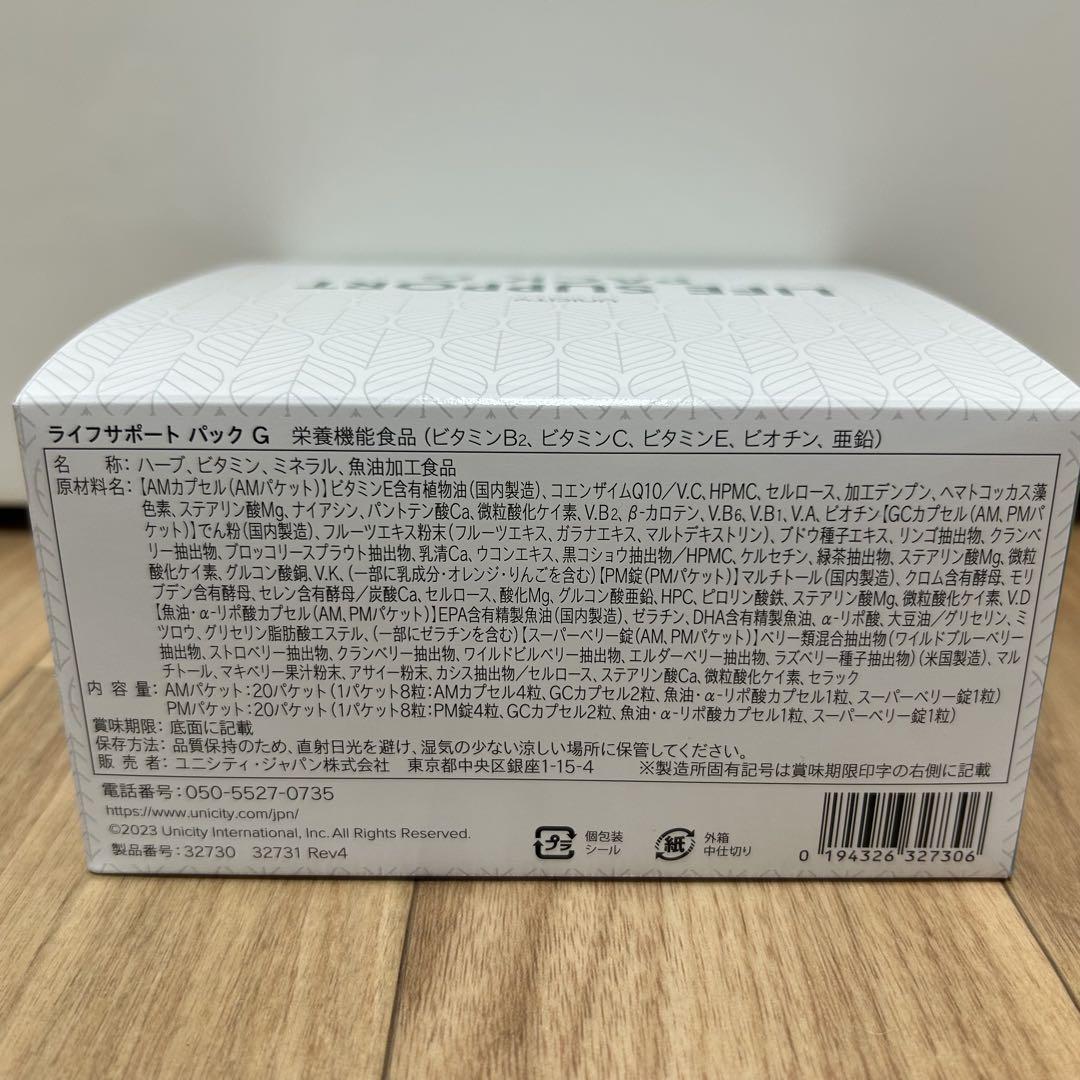 LIFE SUPPORT
PACK G
UNICITY
ライフサポート パック G 栄養機能食品(ビタミンB2、ビタミンC、ビタミンE、ビオチン、亜鉛)
名 称: ハーブ、ビタミン、ミネラル、魚油加工食品
原材料名: 【AMカプセル(AMパケット)】ビタミンE含有植物油(国内製造)、コエンザイムQ10/V.C、HPMC、セルロース、加工デンプン、ヘマトコッカス藻
色素、ステアリン酸Mg、ナイアシン、パントテン酸Ca、微粒酸化ケイ素、V.B2、β-カロテン、V.B6、V.B1、V.A、ビオチン【GCカプセル(AM、PMパ
ケット)】でん粉(国内製造)、フルーツエキス粉末(フルーツエキス、ガラナエキス、マルトデキストリン)、ブドウ種子エキス、リンゴ抽出物、クランベ
リー抽出物、ブロッコリースプラウト抽出物、乳清Ca、ウコンエキス、黒コショウ抽出物/HPMC、ケルセチン、緑茶抽出物、ステアリン酸Mg、微粒
酸化ケイ素、グルコン酸銅、V.K、(一部に乳成分・オレンジ・りんごを含む)【PM錠(PMパケット)】マルチトール(国内製造)、クロム含有酵母、モリ
ブデン含有酵母、セレン含有酵母/炭酸Ca、セルロース、酸化Mg、グルコン酸亜鉛、HPC、ピロリン酸鉄、ステアリン酸Mg、微粒酸化ケイ素、V.D
【魚油・α-リポ酸カプセル(AM、PMパケット)】EPA含有精製魚油(国内製造)、ゼラチン、DHA含有精製魚油、α-リポ酸、大豆油/グリセリン、ミ
ツロウ、グリセリン脂肪酸エステル、(一部にゼラチンを含む)【スーパーベリー錠(AM、PMパケット)】ベリー類混合抽出物(ワイルドブルーベリー
抽出物、ストロベリー抽出物、クランベリー抽出物、ワイルドビルベリー抽出物、エルダーベリー抽出物、ラズベリー種子抽出物)(米国製造)、マル
チトール、マキベリー果汁粉末、アサイー粉末、カシス抽出物/セルロース、ステアリン酸Ca、微粒酸化ケイ素、セラック
内 容 量: AMパケット:20パケット(1パケット8粒:AMカプセル4粒、GCカプセル2粒、魚油・α-リポ酸カプセル1粒、スーパーベリー錠1粒)
PMパケット:20パケット(1パケット8粒:PM錠4粒、GCカプセル2粒、魚油・α-リポ酸カプセル1粒、スーパーベリー錠1粒)
賞味期限: 底面に記載
保存方法: 品質保持のため、直射日光を避け、湿気の少ない涼しい場所に保管してください。
販 売 者: ユニシティ・ジャパン株式会社 東京都中央区銀座1-15-4 ※製造所固有記号は賞味期限印字の右側に記載
電話番号:050-5527-0735
https://www.unicity.com/jpn/
©2023 Unicity International, Inc. All Rights Reserved.
製品番号:32730 32731 Rev4
プラ
個包装
シール
紙
外箱
中仕切り
0 194326 327306